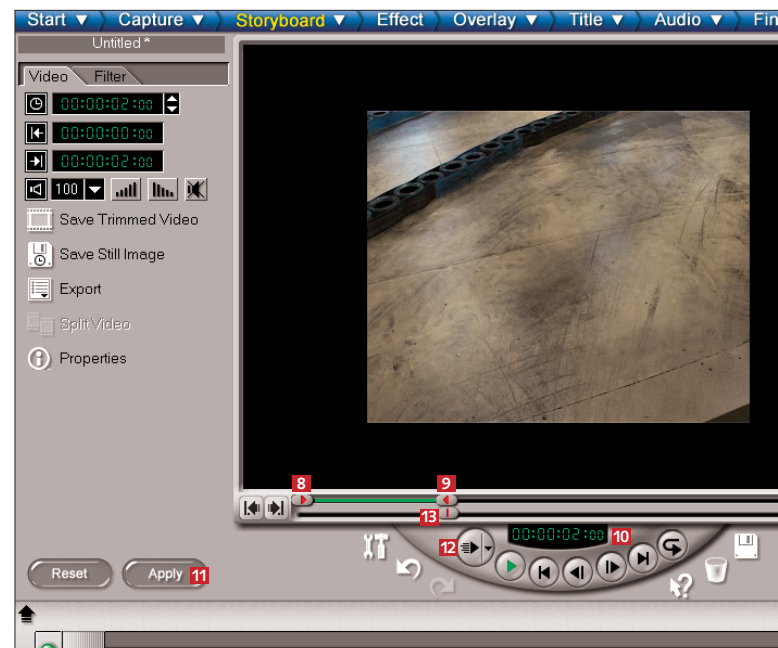 Start ▼ Capture ▼ Storyboard ▼ Effect Overlay ▼ Title ▼ Audio ▼ Fin
Untitled *
Video Filter
00:00:02:00
00:00:00:00
00:00:02:00
100
Save Trimmed Video
Save Still Image
Export
Split Video
Properties
8 9
13
12 00:00:02:00 10
Reset Apply 11